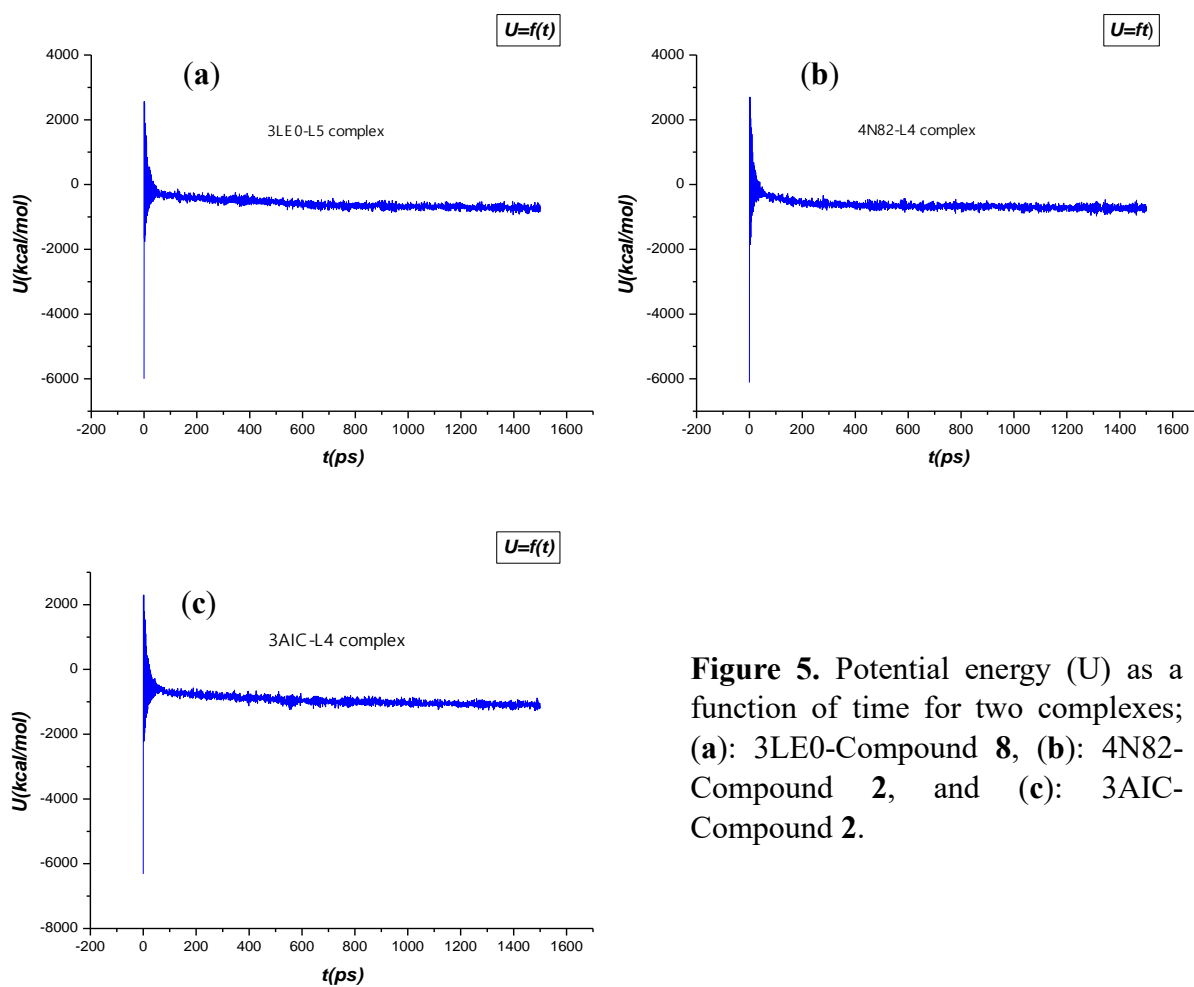 U=f(t)
(a)
3LE0-L5 complex
4000
2000
0
-2000
-4000
-6000
U(kcal/mol)
-200 0 200 400 600 800 1000 1200 1400 1600
t(ps)
U=ft)
(b)
4N82-L4 complex
4000
2000
0
-2000
-4000
-6000
U(kcal/mol)
-200 0 200 400 600 800 1000 1200 1400 1600
t(ps)
U=f(t)
(c)
3AIC-L4 complex
2000
0
-2000
-4000
-6000
-8000
U(kcal/mol)
-200 0 200 400 600 800 1000 1200 1400 1600
t(ps)
Figure 5. Potential energy (U) as a
function of time for two complexes;
(a): 3LE0-Compound 8, (b): 4N82-
Compound 2, and (c): 3AIC-
Compound 2.